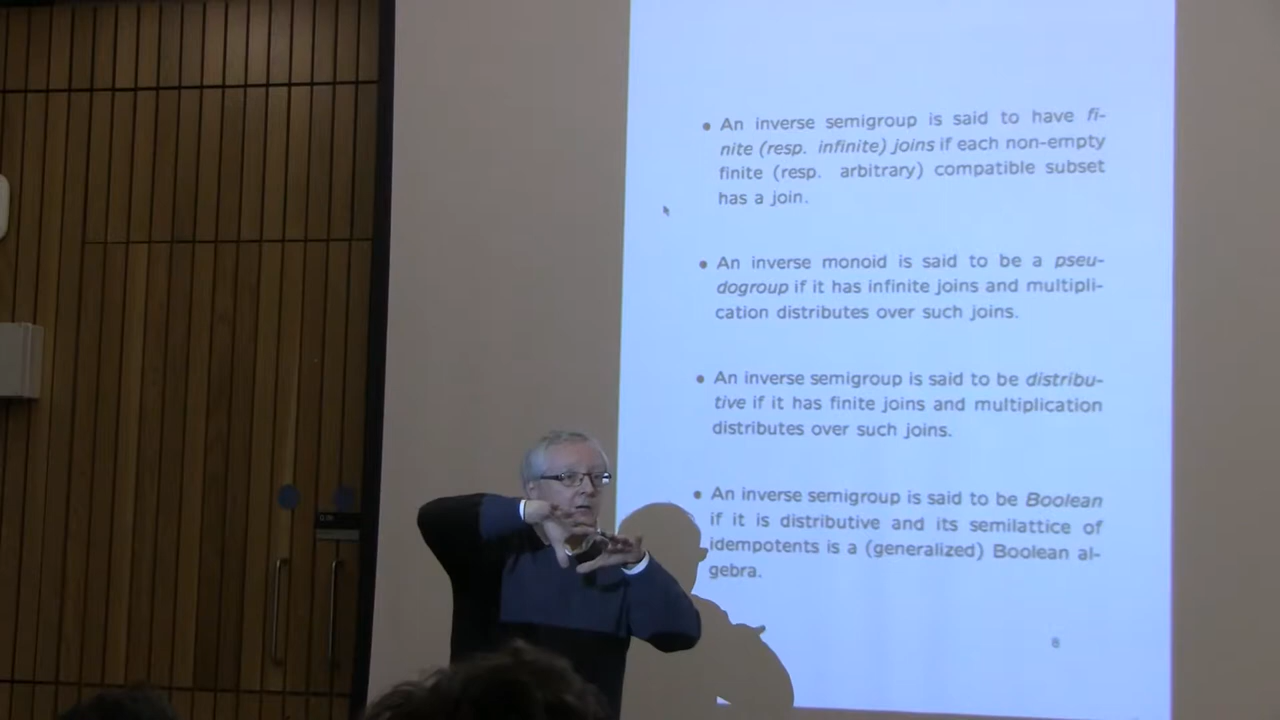 • An inverse semigroup is said to have fi-
nite (resp. infinite) joins if each non-empty
finite (resp. arbitrary) compatible subset
has a join.
• An inverse monoid is said to be a pseu-
dogroup if it has infinite joins and multipli-
cation distributes over such joins.
• An inverse semigroup is said to be distribu-
tive if it has finite joins and multiplication
distributes over such joins.
• An inverse semigroup is said to be Boolean
if it is distributive and its semilattice of
idempotents is a (generalized) Boolean al-
gebra.